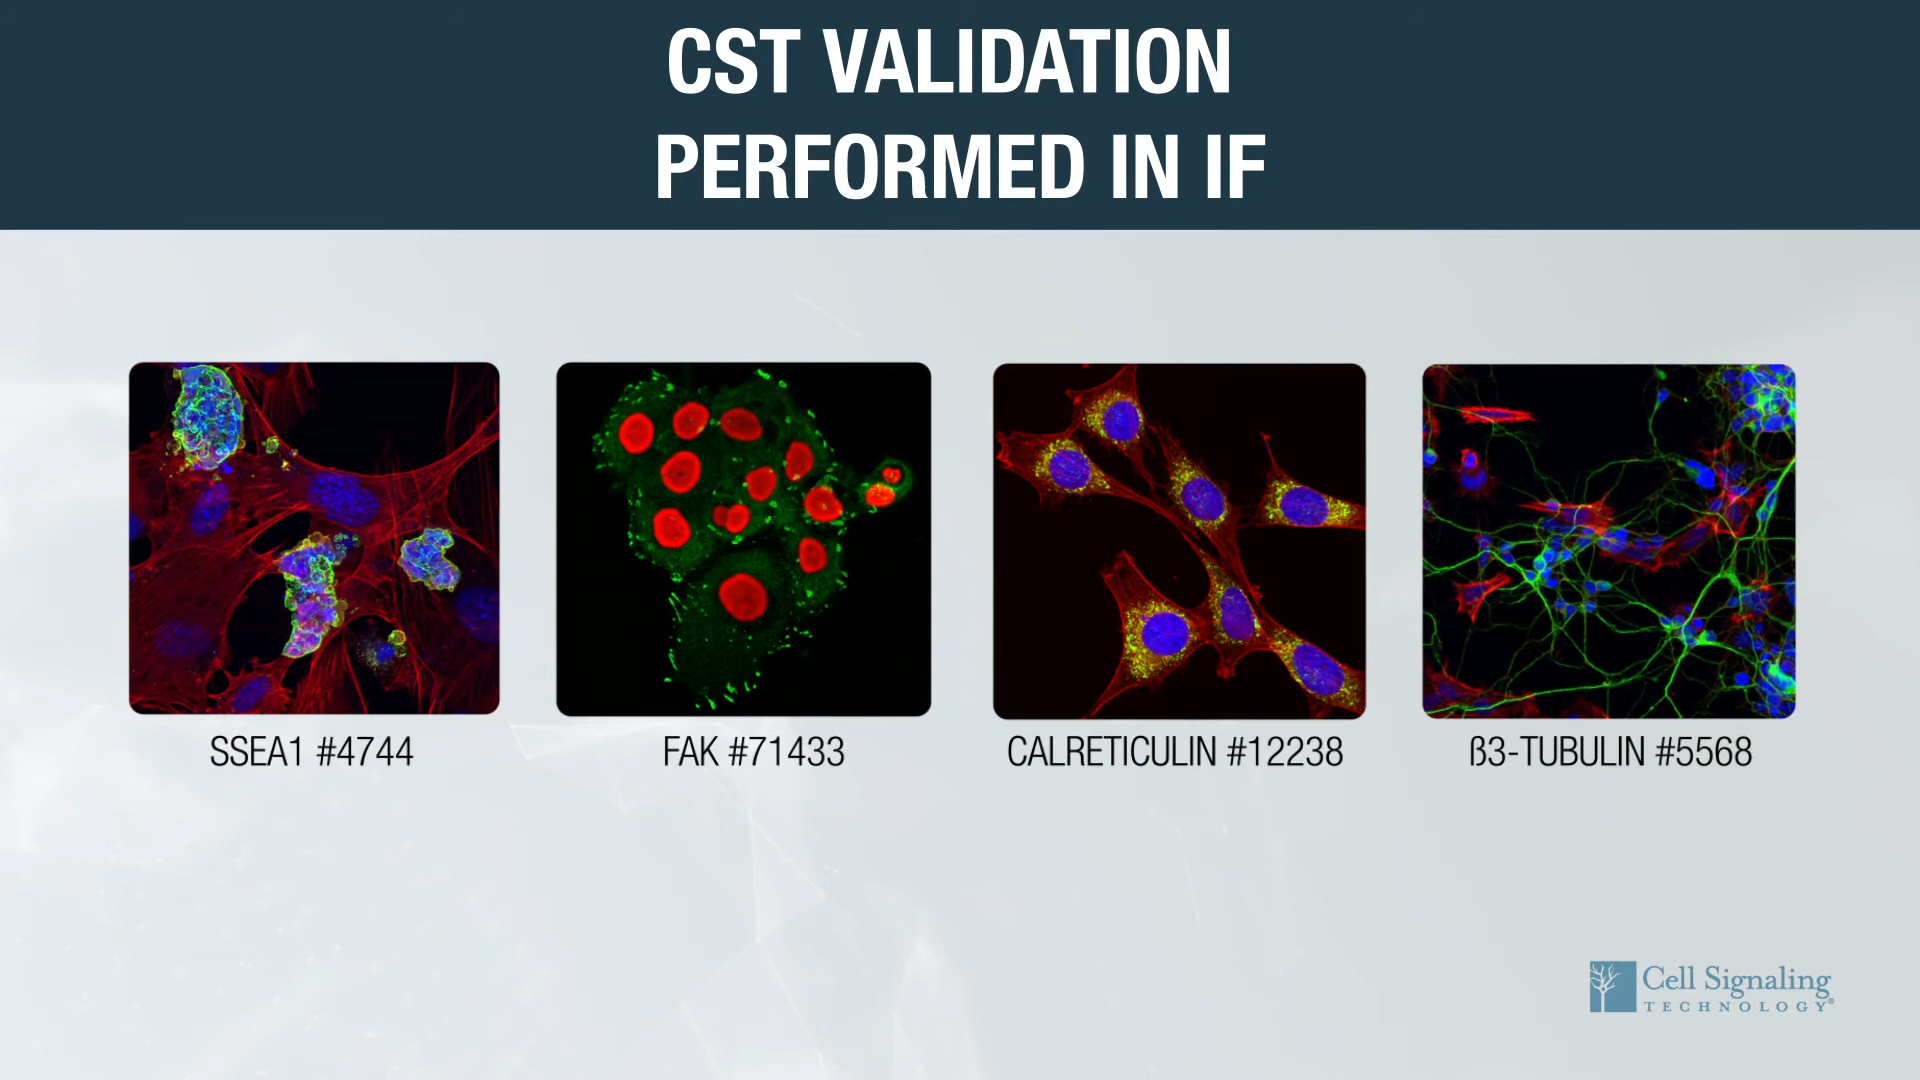 CST VALIDATION
PERFORMED IN IF
SSEA1 #4744
FAK #71433
CALRETICULIN #12238
ß3-TUBULIN #5568
Cell Signaling
TECHNOLOGY®